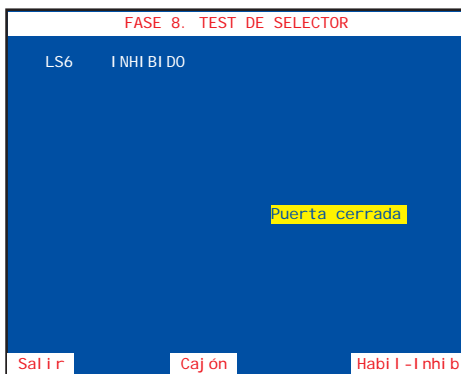 FASE 8. TEST DE SELECTOR
LS6 INHIBIDO
Puerta cerrada
Salir Cajón Habil-Inhib